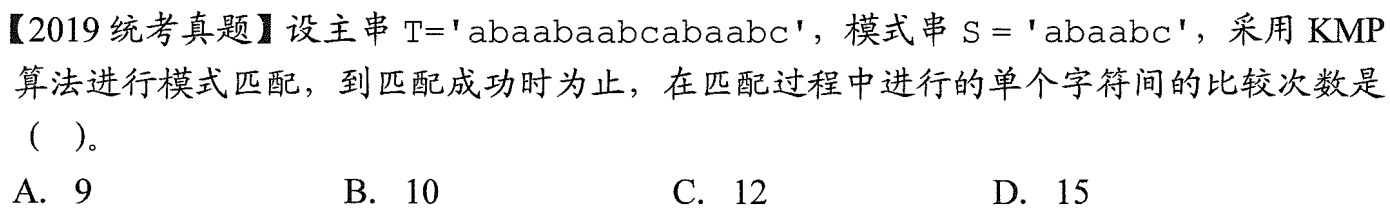 【2019 统考真题】设主串 T='abaabaabcabaabc', 模式串 S = 'abaabc', 采用 KMP
算法进行模式匹配，到匹配成功时为止，在匹配过程中进行的单个字符间的比较次数是
（ ）。
A. 9 B. 10 C. 12 D. 15